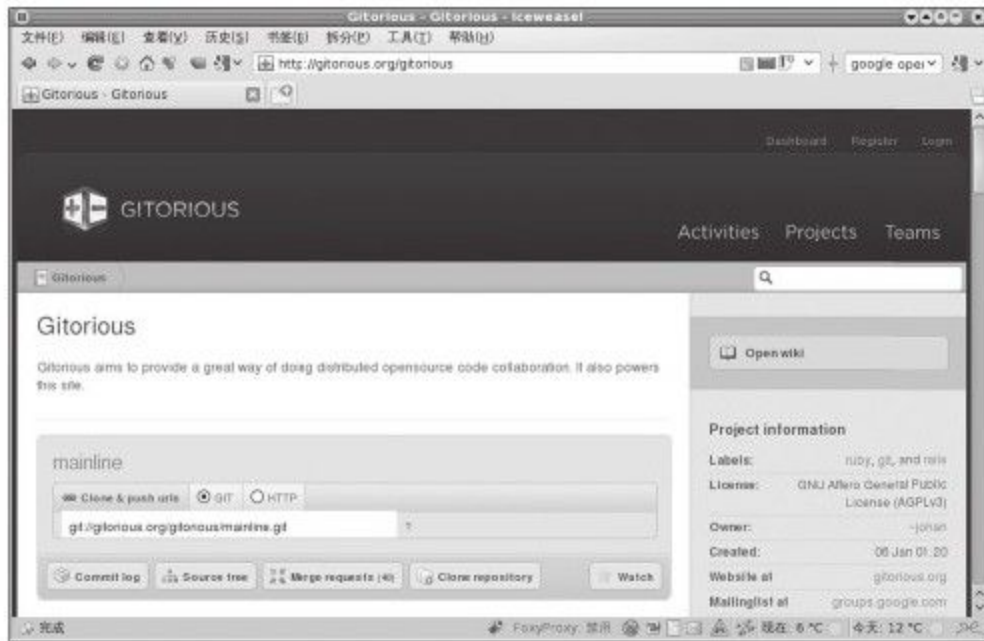 Gitorious - Gitorious - Iceweasel
文件(F) 编辑(E) 查看(V) 历史(S) 书签(B) 拆分(P) 工具(T) 帮助(H)
http://gitorious.org/gitorious
Gitorious - Gitorious
Dashboard Register Login
GITORIOUS
Activities Projects Teams
Gitorious
Gitorious
Gitorious aims to provide a great way of doing distributed opensource code collaboration. It also powers
this site.
Open wiki
mainline
Clone & push urls GIT HTTP
git://gitorious.org/gitorious/mainline.git ?
Commit log Source tree Merge requests Clone repository Watch
Project information
Labels: ruby, git, and rails
License: GNU Affero General Public
License (AGPLv3)
Owner: ~johan
Created: 06 Jan 01:20
Website at gitorious.org
Mailinglist at groups.google.com
完成 FoxyProxy: 禁用 现在: 6 °C 今天: 12 °C